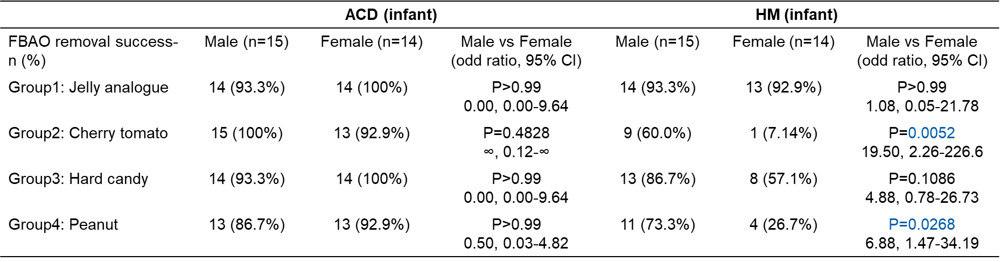 ACD (infant) HM (infant)
FBAO removal success- Male (n=15) Female (n=14) Male vs Female Male (n=15) Female (n=14) Male vs Female
n (%) (odd ratio, 95% CI) (odd ratio, 95% CI)
Group1: Jelly analogue 14 (93.3%) 14 (100%) P>0.99 14 (93.3%) 13 (92.9%) P>0.99
0.00, 0.00-9.64 1.08, 0.05-21.78
Group2: Cherry tomato 15 (100%) 13 (92.9%) P=0.4828 9 (60.0%) 1 (7.14%) P=0.0052
∞, 0.12-∞ 19.50, 2.26-226.6
Group3: Hard candy 14 (93.3%) 14 (100%) P>0.99 13 (86.7%) 8 (57.1%) P=0.1086
0.00, 0.00-9.64 4.88, 0.78-26.73
Group4: Peanut 13 (86.7%) 13 (92.9%) P>0.99 11 (73.3%) 4 (26.7%) P=0.0268
0.50, 0.03-4.82 6.88, 1.47-34.19